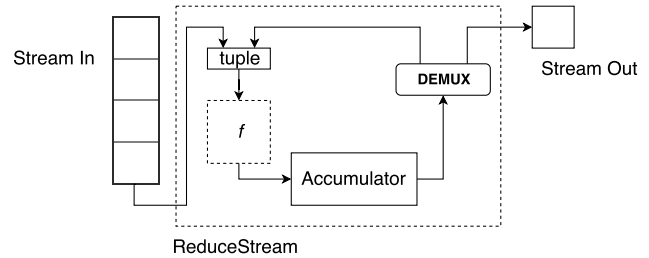 Stream In
tuple
DEMUX
Stream Out
f
Accumulator
ReduceStream